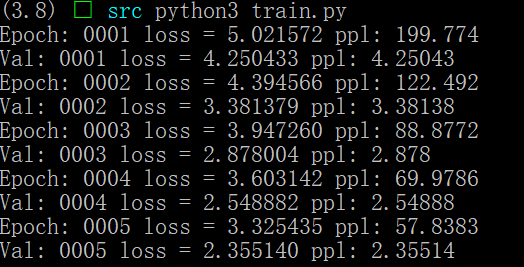 (3.8) □ src python3 train.py
Epoch: 0001 loss = 5.021572 ppl: 199.774
Val: 0001 loss = 4.250433 ppl: 4.25043
Epoch: 0002 loss = 4.394566 ppl: 122.492
Val: 0002 loss = 3.381379 ppl: 3.38138
Epoch: 0003 loss = 3.947260 ppl: 88.8772
Val: 0003 loss = 2.878004 ppl: 2.878
Epoch: 0004 loss = 3.603142 ppl: 69.9786
Val: 0004 loss = 2.548882 ppl: 2.54888
Epoch: 0005 loss = 3.325435 ppl: 57.8383
Val: 0005 loss = 2.355140 ppl: 2.35514